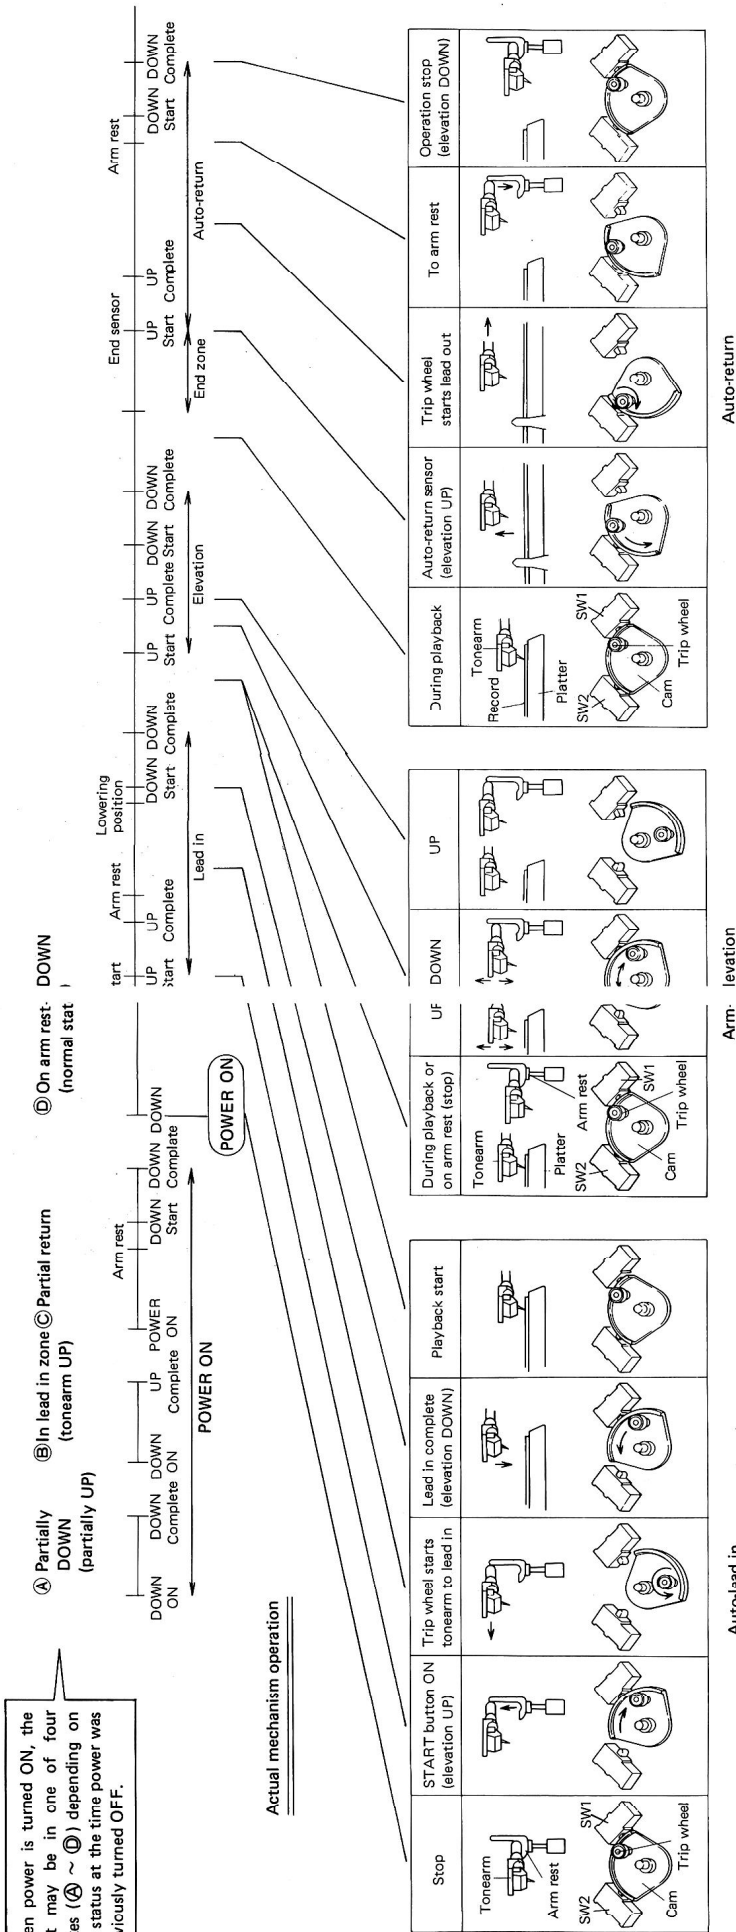 en power is turned ON, the
t may be in one of four
es (Ⓐ ~ Ⓓ) depending on
status at the time power was
viously turned OFF.
Ⓐ Partially
DOWN
(partially UP)
Ⓑ In lead in zone
(tonearm UP)
Ⓒ Partial return
Ⓓ On arm rest- DOWN
(normal stat )
DOWN
ON
DOWN
Complete
DOWN
ON
UP
Complete
POWER
ON
Arm rest
DOWN
Start
DOWN
Complete
DOWN
POWER ON
POWER ON
tart
UP
Start
UP
Complete
Arm rest
Lowering
position
DOWN
Start
DOWN
Complete
DOWN
Lead in
UP
Start
UP
Complete
DOWN
Start
DOWN
Complete
Elevation
End zone
End sensor
UP
Start
UP
Complete
Arm rest
DOWN
Start
DOWN
Complete
DOWN
Auto-return
Actual mechanism operation
Stop
Tonearm
Arm rest
SW2
SW1
Cam
Trip wheel
START button ON
(elevation UP)
Trip wheel starts
tonearm to lead in
Lead in complete
(elevation DOWN)
Playback start
Auto-lead in
During playback or
on arm rest (stop)
Tonearm
Platter
Arm rest
SW2
SW1
Cam
Trip wheel
UP
DOWN
UP
Arm-
levation
During playback
Record
Tonearm
Platter
SW2
SW1
Cam
Trip wheel
Auto-return sensor
(elevation UP)
Trip wheel
starts lead out
To arm rest
Operation stop
(elevation DOWN)
Auto-return